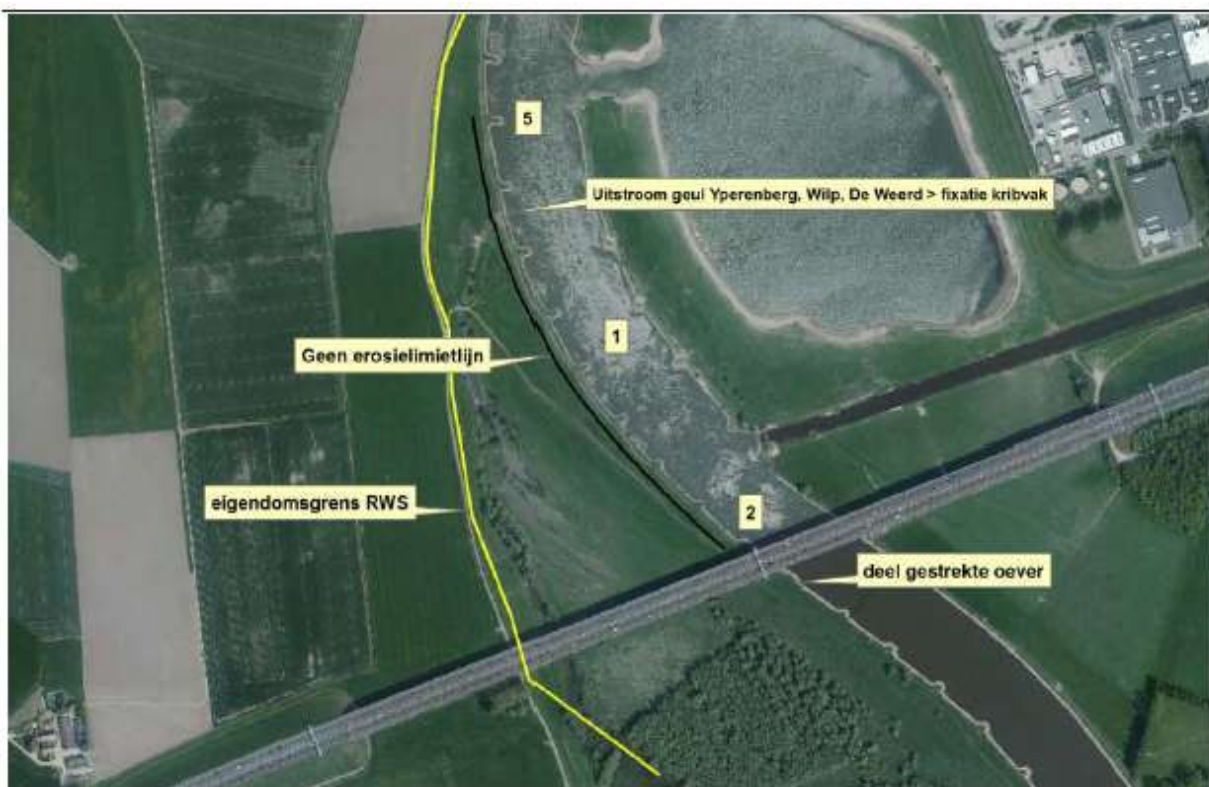 5
Uitstroom geul Yperenberg, Wilp, De Weerd > fixatie kribvak
1
Geen erosielimietlijn
eigendomsgrens RWS
2
deel gestrekte oever